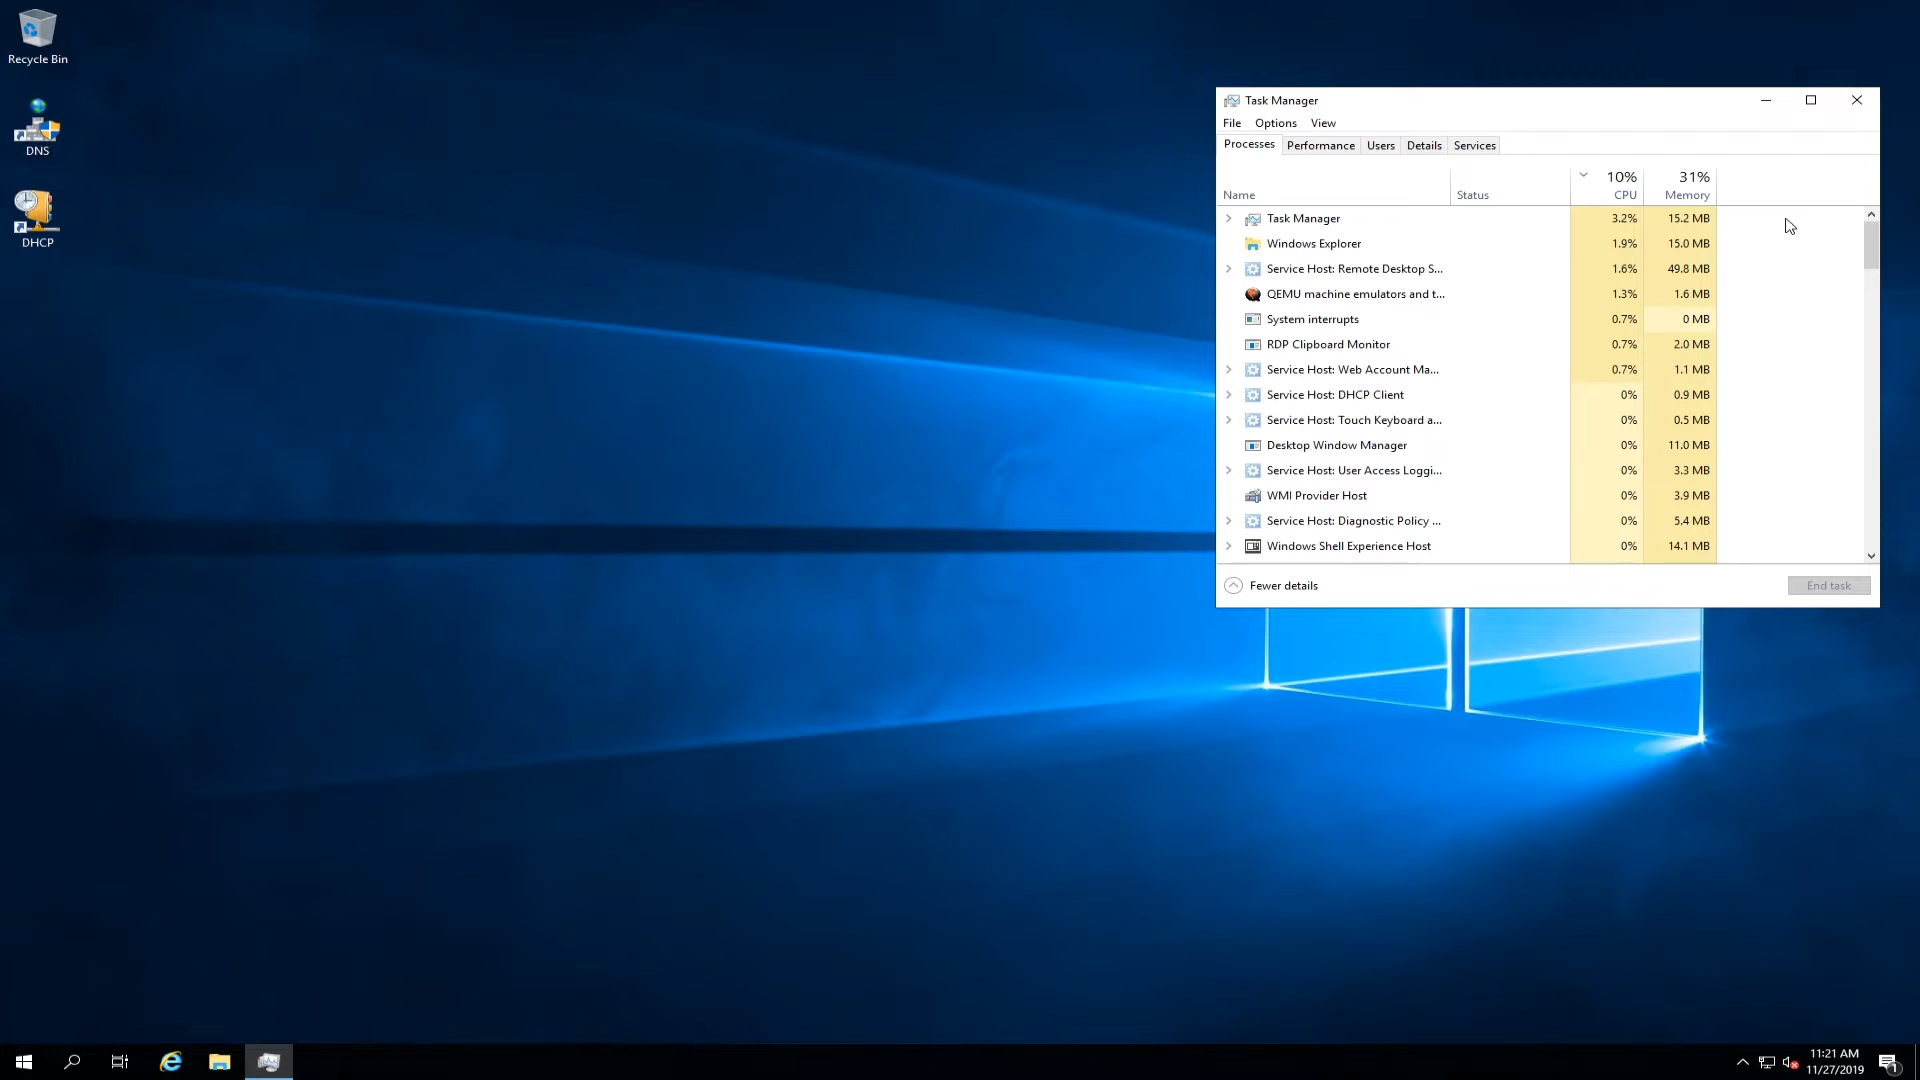 Recycle Bin
DNS
DHCP
Task Manager
File Options View
Processes Performance Users Details Services
10% 31%
Name Status CPU Memory
Task Manager 3.2% 15.2 MB
Windows Explorer 1.9% 15.0 MB
Service Host: Remote Desktop S... 1.6% 49.8 MB
QEMU machine emulators and t... 1.3% 1.6 MB
System interrupts 0.7% 0 MB
RDP Clipboard Monitor 0.7% 2.0 MB
Service Host: Web Account Ma... 0.7% 1.1 MB
Service Host: DHCP Client 0% 0.9 MB
Service Host: Touch Keyboard a... 0% 0.5 MB
Desktop Window Manager 0% 11.0 MB
Service Host: User Access Loggi... 0% 3.3 MB
WMI Provider Host 0% 3.9 MB
Service Host: Diagnostic Policy ... 0% 5.4 MB
Windows Shell Experience Host 0% 14.1 MB
Fewer details End task
11:21 AM
11/27/2019
1